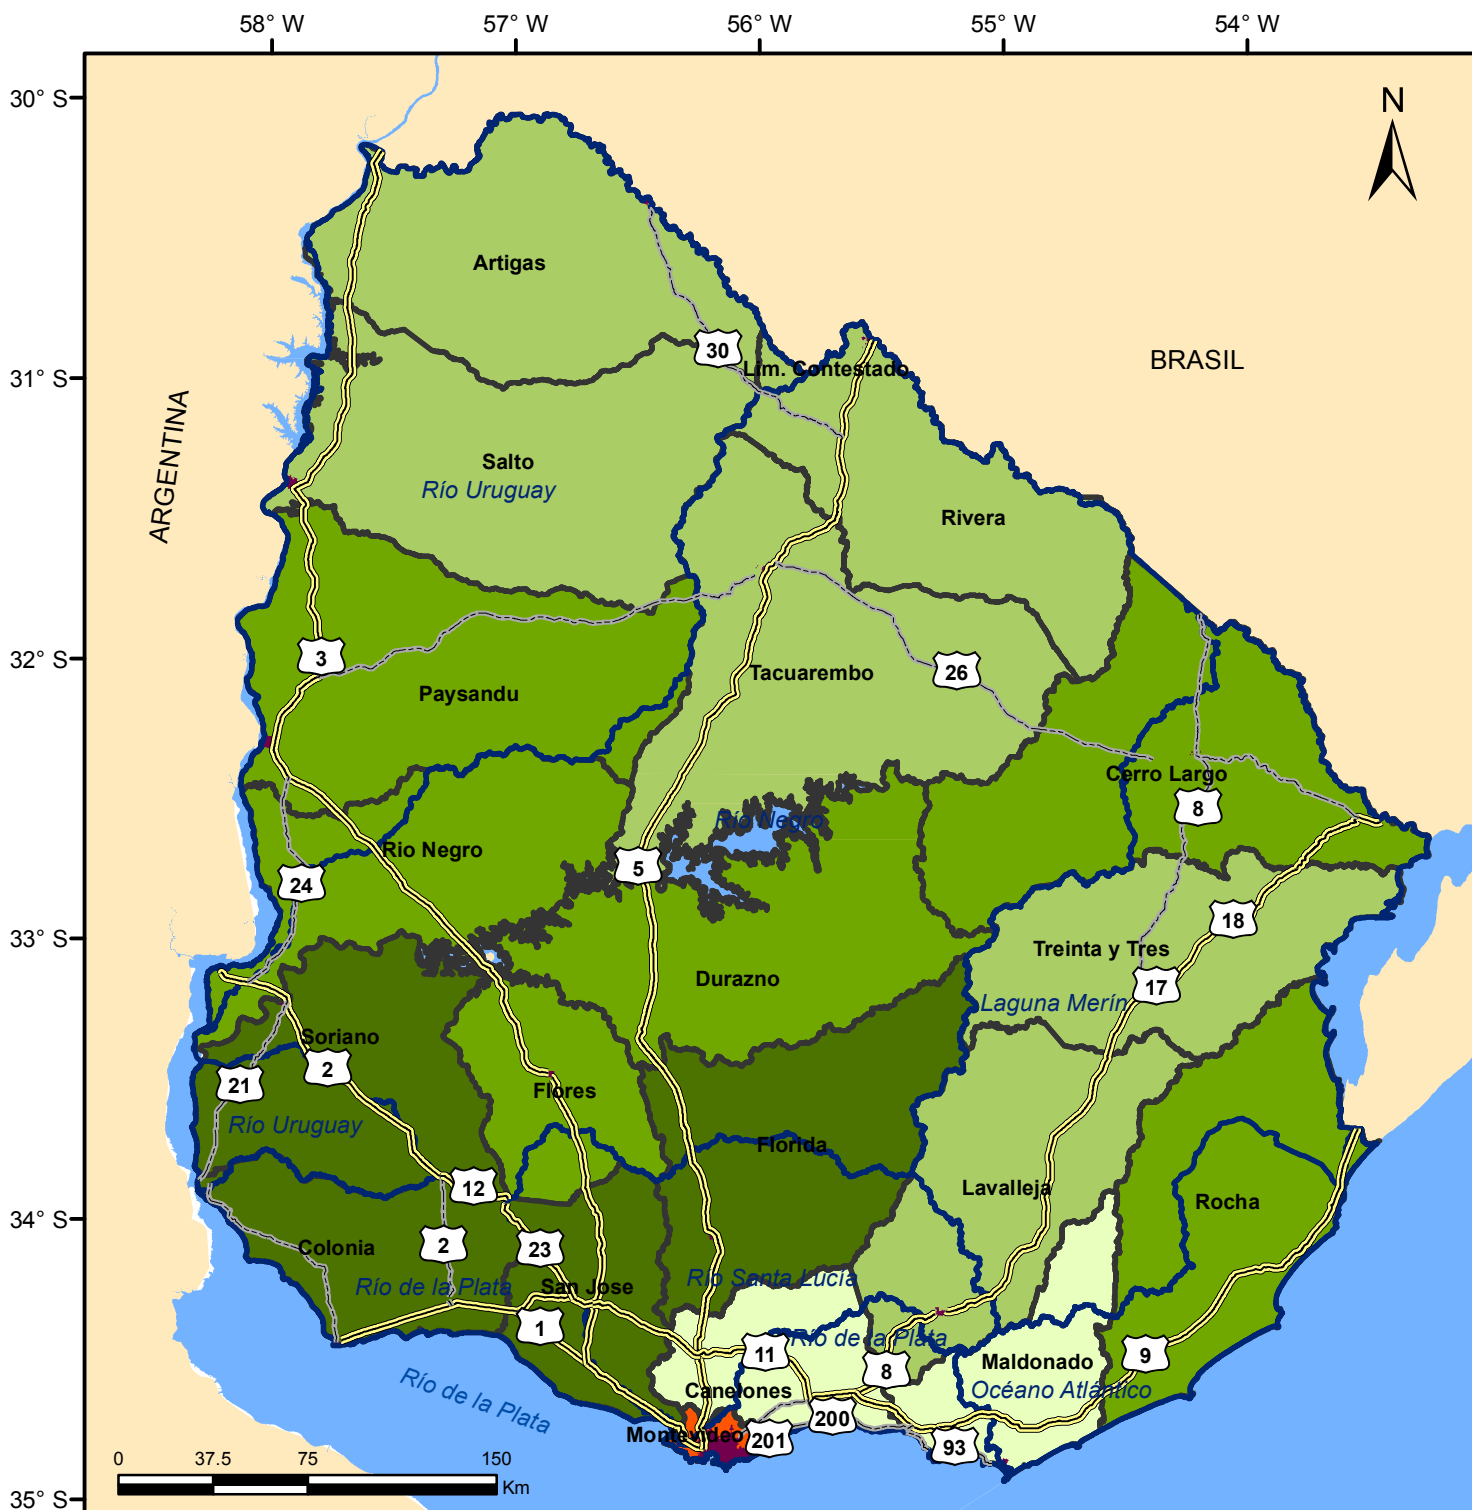 58° W 57° W 56° W 55° W 54° W
30° S
N
Artigas
30
BRASIL
31° S
Lim. Contestado
ARGENTINA
Salto
Río Uruguay
Rivera
32° S
3
26
Tacuarembo
Paysandu
Cerro Largo
8
Río Negro
Rio Negro
5
24
18
33° S
Treinta y Tres
Durazno
17
Laguna Merín
Soriano
2
21
Flores
Río Uruguay
Florida
12
Lavalleja
Rocha
34° S
Colonia
2
23
Río de la Plata
San Jose
Río Santa Lucía
1
Río de la Plata
11
8
9
Maldonado
Río de la Plata
Canelones
Océano Atlántico
200
Montevideo
201
93
0 37.5 75 150
Km
35° S